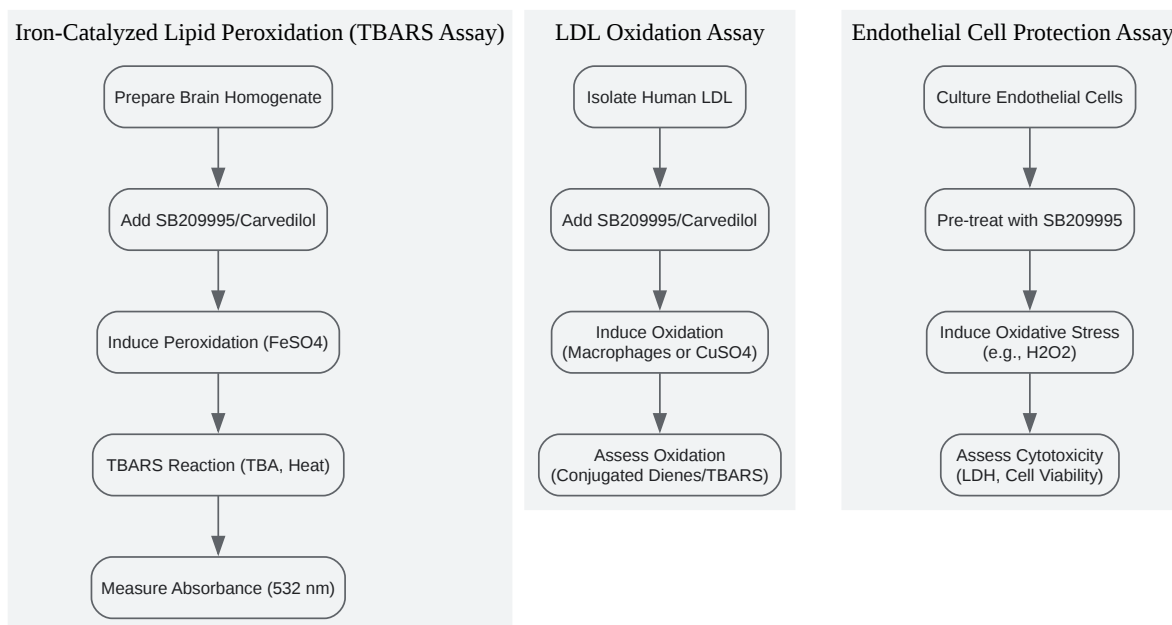 Iron-Catalyzed Lipid Peroxidation (TBARS Assay)
Prepare Brain Homogenate
Add SB209995/Carvedilol
Induce Peroxidation (FeSO4)
TBARS Reaction (TBA, Heat)
Measure Absorbance (532 nm)
LDL Oxidation Assay
Isolate Human LDL
Add SB209995/Carvedilol
Induce Oxidation
(Macrophages or CuSO4)
Assess Oxidation
(Conjugated Dienes/TBARS)
Endothelial Cell Protection Assay
Culture Endothelial Cells
Pre-treat with SB209995
Induce Oxidative Stress
(e.g., H2O2)
Assess Cytotoxicity
(LDH, Cell Viability)